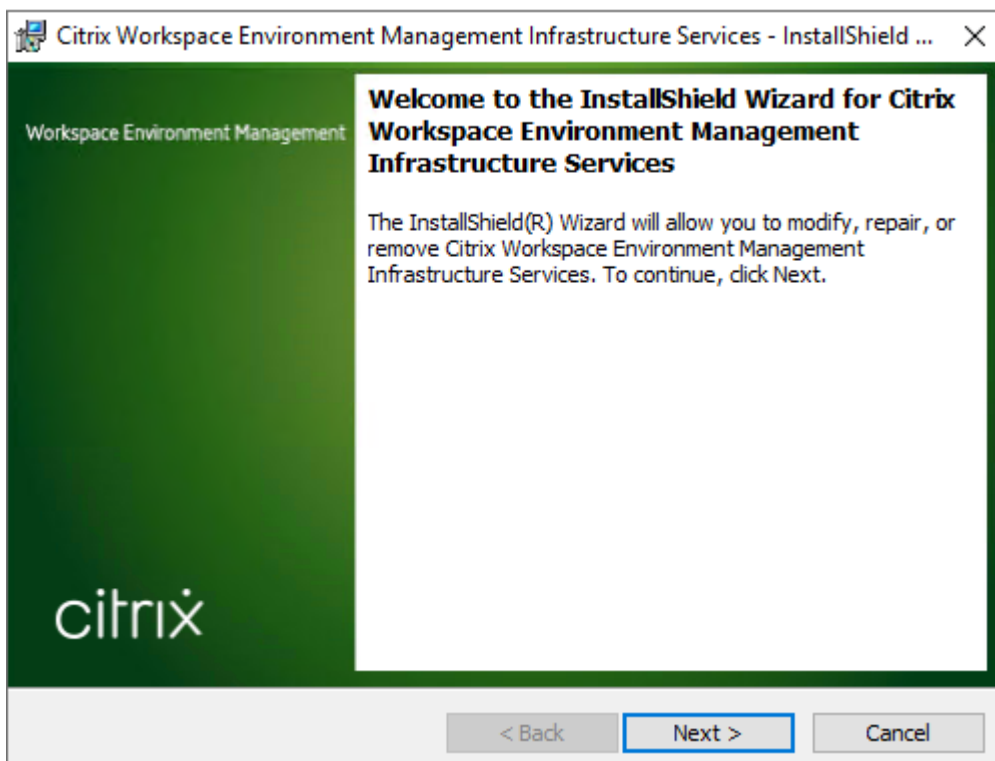 Citrix Workspace Environment Management Infrastructure Services - InstallShield ...
Workspace Environment Management
Welcome to the InstallShield Wizard for Citrix
Workspace Environment Management
Infrastructure Services
The InstallShield(R) Wizard will allow you to modify, repair, or
remove Citrix Workspace Environment Management
Infrastructure Services. To continue, click Next.
citrix
< Back
Next >
Cancel